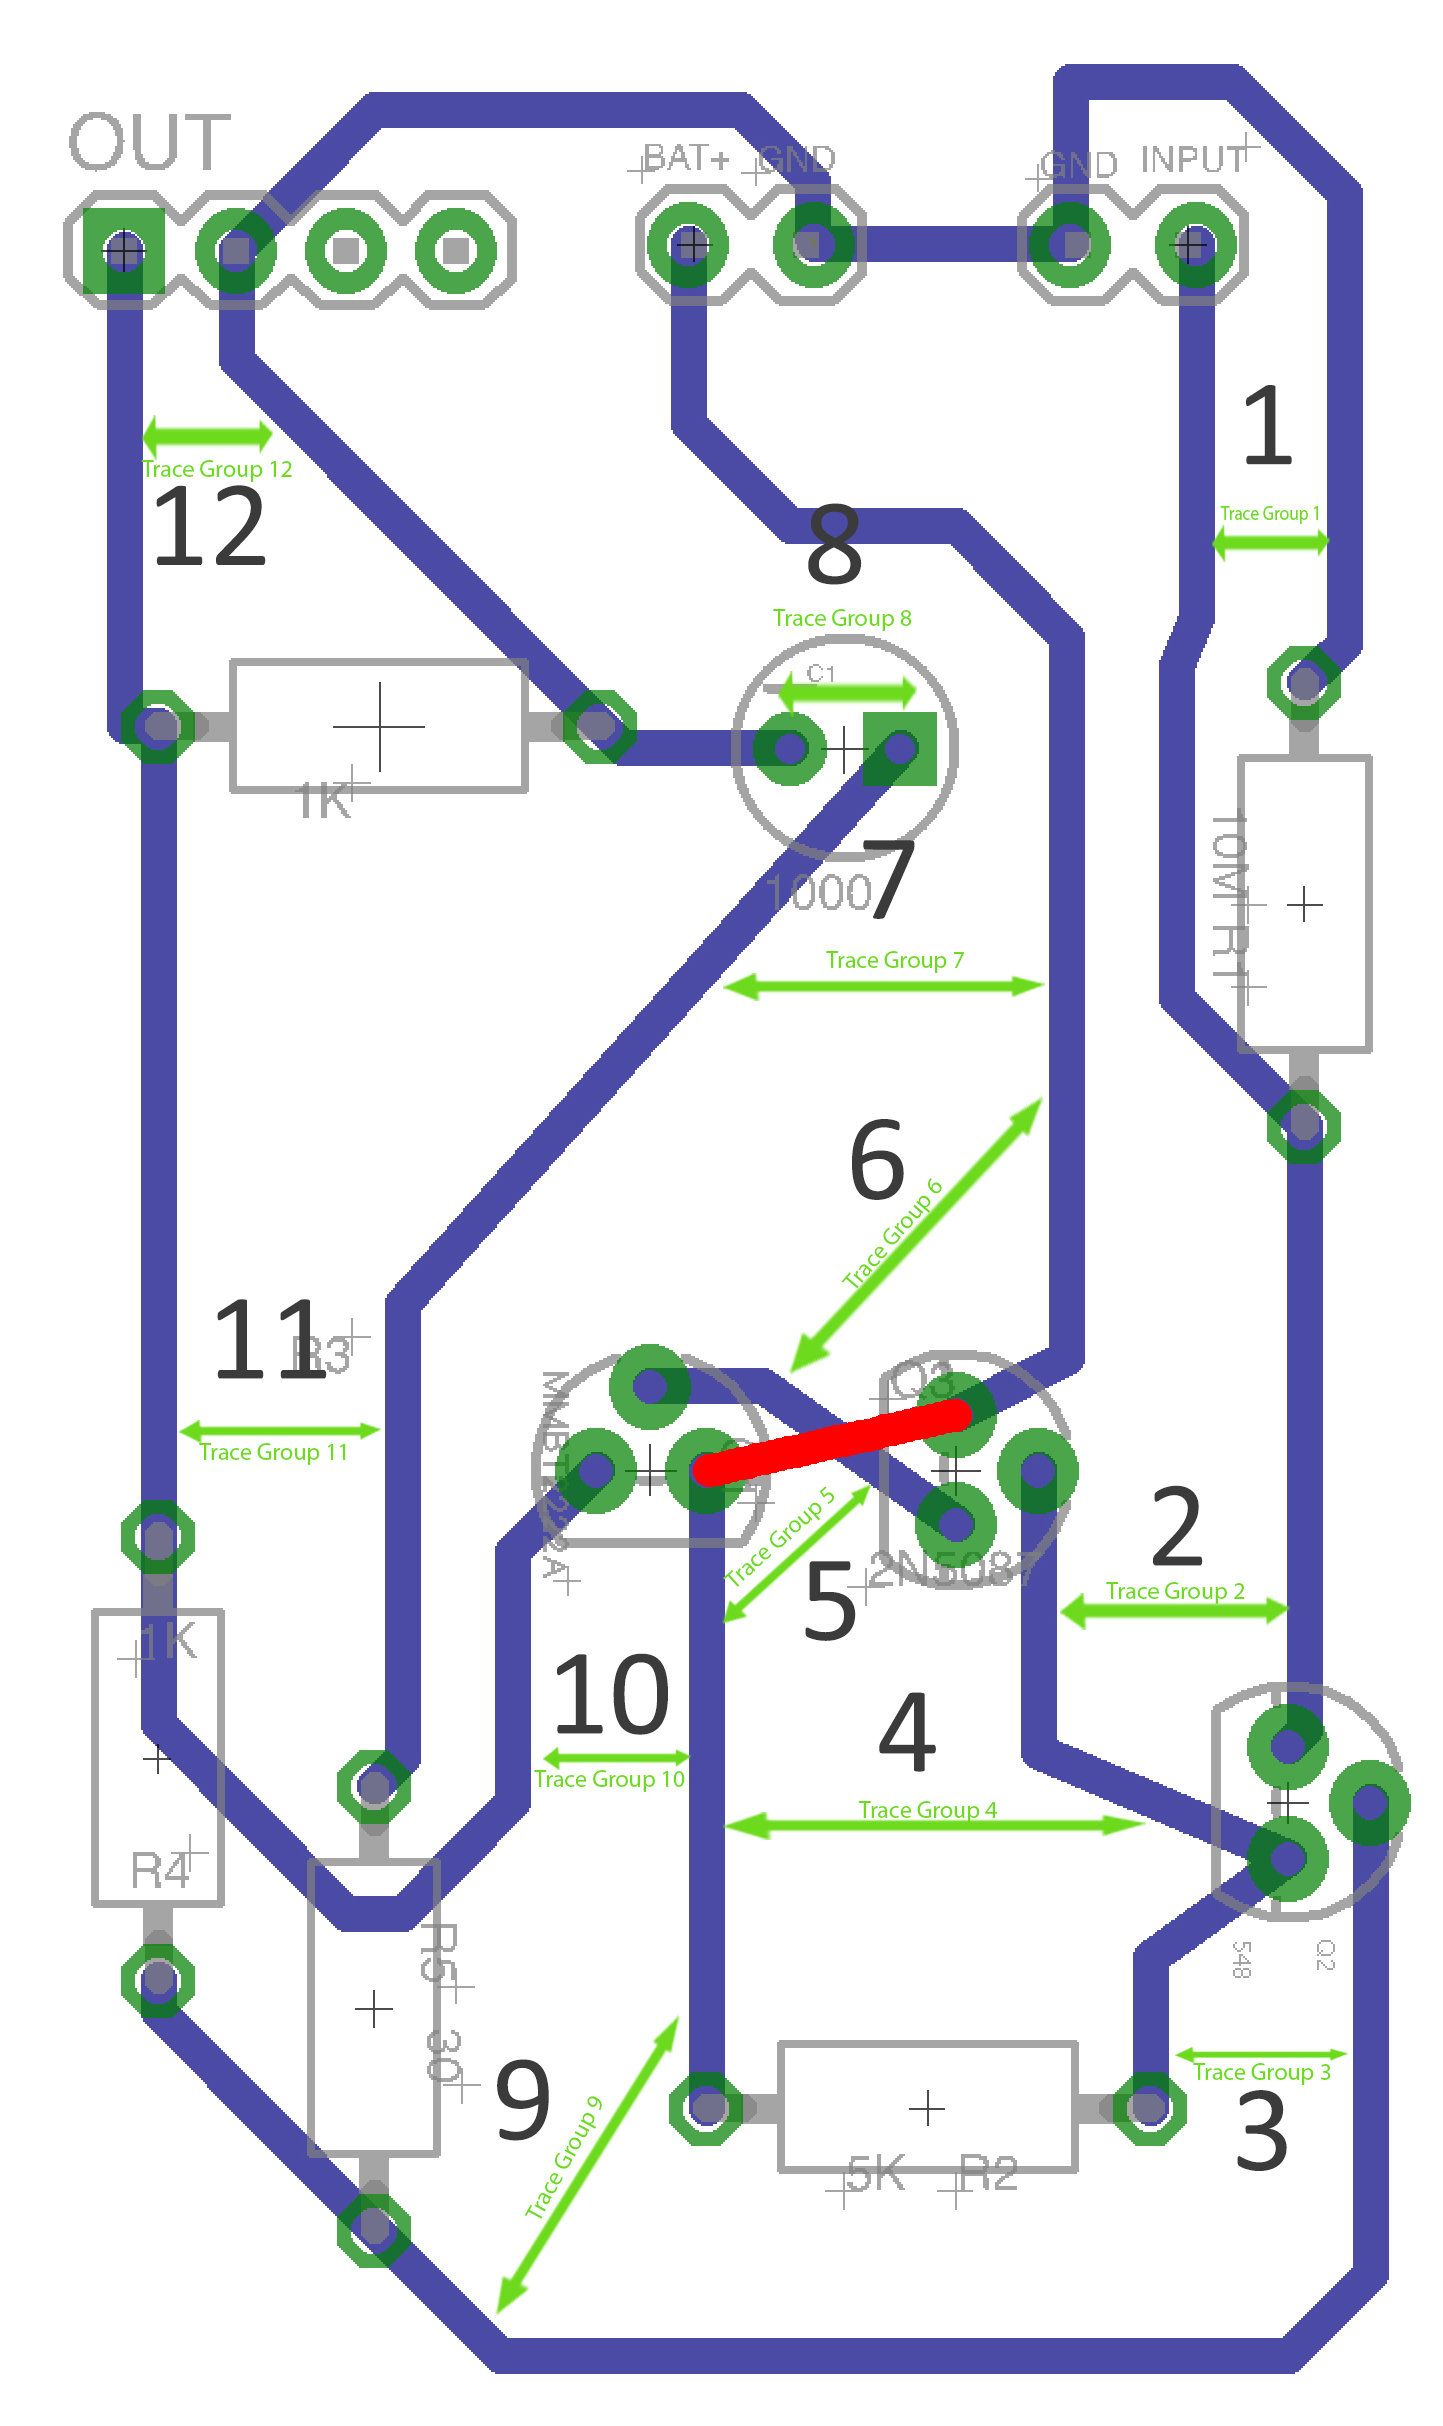 OUT
BAT+
GND
GND
INPUT
1
Trace Group 1
Trace Group 12
12
8
Trace Group 8
C1
1K
1000
7
Trace Group 7
10M
R1
6
Trace Group 6
11
R3
Trace Group 11
MMBT2222A
Q3
Trace Group 5
5
2N5087
2
Trace Group 2
1K
10
Trace Group 10
4
Trace Group 4
R4
R5
30
548
Q2
9
Trace Group 9
Trace Group 3
3
5K
R2